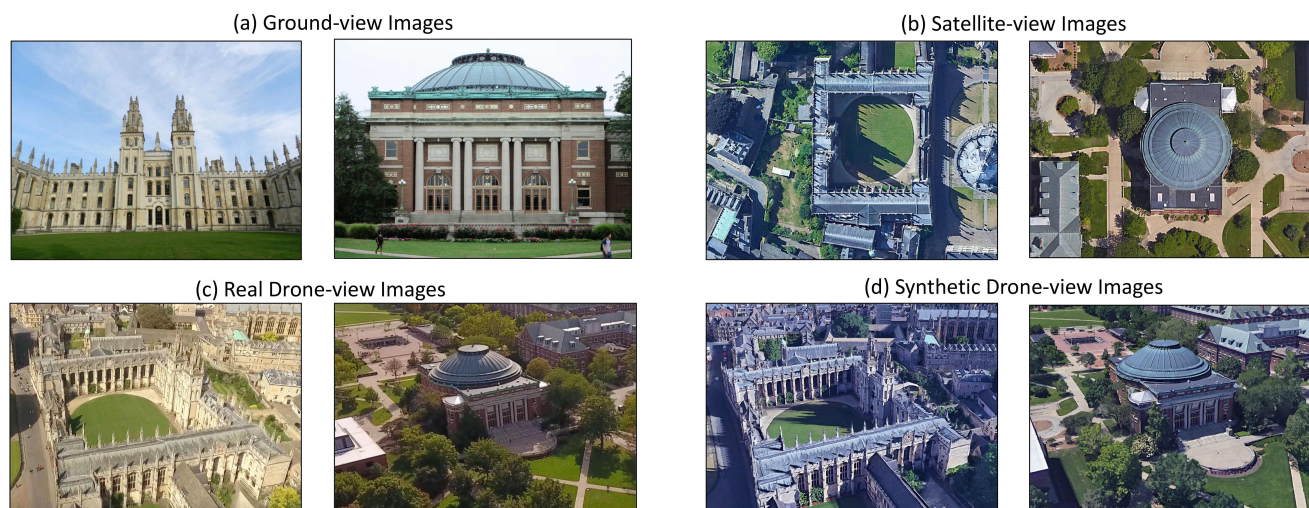 (a) Ground-view Images
(b) Satellite-view Images
(c) Real Drone-view Images
(d) Synthetic Drone-view Images